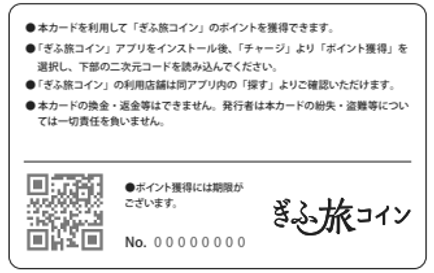 ●本カードを利用して「ぎふ旅コイン」のポイントを獲得できます。
●「ぎふ旅コイン」アプリをインストール後、「チャージ」より「ポイント獲得」を
選択し、下部の二次元コードを読み込んでください。
●「ぎふ旅コイン」の利用店舗は同アプリ内の「探す」よりご確認いただけます。
●本カードの換金・返金等はできません。発行者は本カードの紛失・盗難等につい
ては一切責任を負いません。
●ポイント獲得には期限が
ございます。
No. 00000000
ぎふ旅コイン